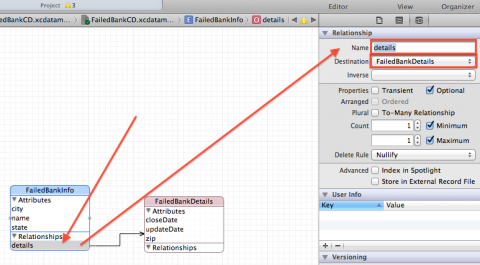 Project 3
Editor View Organizer
FailedBankCD.xcdatam... FailedBankCD.xcdatam... FailedBankInfo details
Relationship
Name details
Destination FailedBankDetails
Inverse
Properties Transient Optional
Arranged Ordered
Plural To-Many Relationship
Count 1 Minimum
1 Maximum
Delete Rule Nullify
Advanced Index in Spotlight
Store in External Record File
User Info
Key Value
Versioning
FailedBankInfo
Attributes
city
name
state
Relationships
details
FailedBankDetails
Attributes
closeDate
updateDate
zip
Relationships